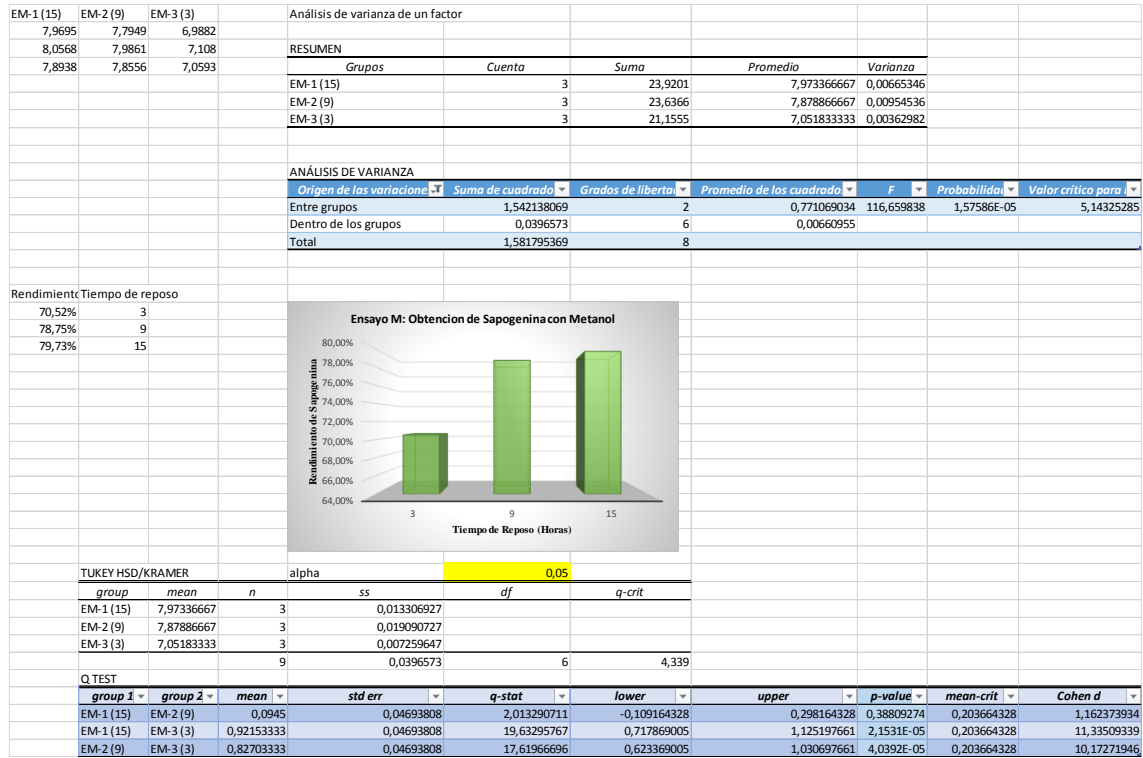 EM-1 (15) EM-2 (9) EM-3 (3) Análisis de varianza de un factor
7,9695 7,7949 6,9882
8,0568 7,9861 7,108 RESUMEN
7,8938 7,8556 7,0593 Grupos Cuenta Suma Promedio Varianza
EM-1 (15) 3 23,9201 7,973366667 0,00665346
EM-2 (9) 3 23,6366 7,878866667 0,00954536
EM-3 (3) 3 21,1555 7,051833333 0,00362982
ANÁLISIS DE VARIANZA
Origen de las variacione Suma de cuadrado Grados de liberta Promedio de los cuadrado F Probabilida Valor crítico para
Entre grupos 1,542138069 2 0,771069034 116,659838 1,57586E-05 5,14325285
Dentro de los grupos 0,0396573 6 0,00660955
Total 1,581795369 8
Rendimiento Tiempo de reposo
70,52% 3
78,75% 9
79,73% 15
Ensayo M: Obtencion de Sapogenina con Metanol
Rendimiento de Sapogenina
80,00%
78,00%
76,00%
74,00%
72,00%
70,00%
68,00%
66,00%
64,00%
3 9 15
Tiempo de Reposo (Horas)
TUKEY HSD/KRAMER alpha 0,05
group mean n ss df q-crit
EM-1 (15) 7,97336667 3 0,013306927
EM-2 (9) 7,87886667 3 0,019090727
EM-3 (3) 7,05183333 3 0,007259647
9 0,0396573 6 4,339
Q TEST
group 1 group 2 mean std err q-stat lower upper p-value mean-crit Cohen d
EM-1 (15) EM-2 (9) 0,0945 0,04693808 2,013290711 -0,109164328 0,298164328 0,38809274 0,203664328 1,162373934
EM-1 (15) EM-3 (3) 0,92153333 0,04693808 19,63295767 0,717869005 1,125197661 2,1531E-05 0,203664328 11,33509339
EM-2 (9) EM-3 (3) 0,82703333 0,04693808 17,61966696 0,623369005 1,030697661 4,0392E-05 0,203664328 10,17271946